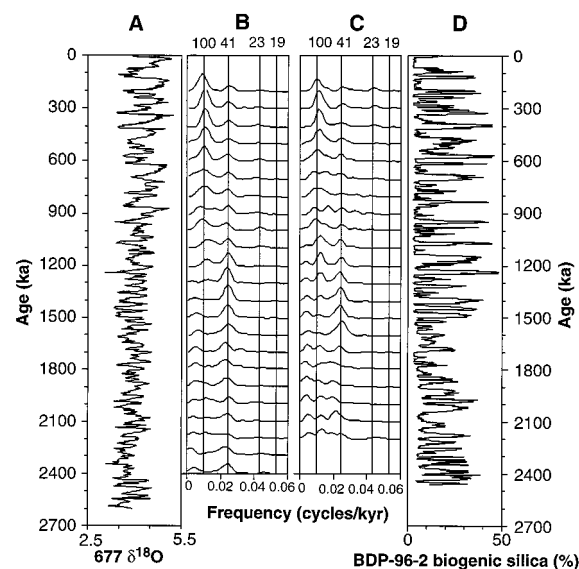 A B C D
100 41 23 19 100 41 23 19
0 0
300 300
600 600
900 900
1200 1200
1500 1500
1800 1800
2100 2100
2400 2400
2700 2700
Age (ka)
Age (ka)
2.5 5.5
0 0.02 0.04 0.06 0 0.02 0.04 0.06
0 50
Frequency (cycles/kyr)
677 δ18O
BDP-96-2 biogenic silica (%)